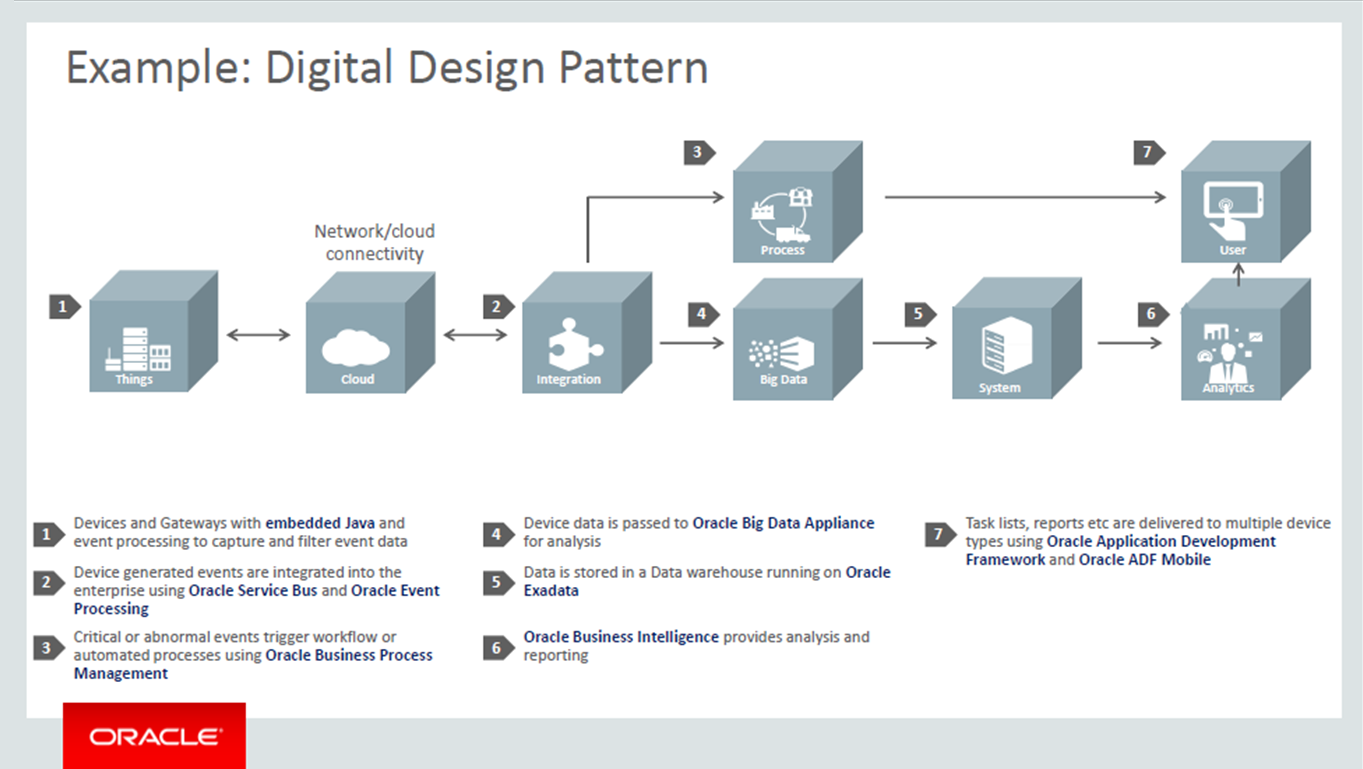 Example: Digital Design Pattern
3
7
Network/cloud
connectivity
Process
User
1
2
4
5
6
Things
Cloud
Integration
Big Data
System
Analytics
1
Devices and Gateways with embedded Java and
event processing to capture and filter event data
2
Device generated events are integrated into the
enterprise using Oracle Service Bus and Oracle Event
Processing
3
Critical or abnormal events trigger workflow or
automated processes using Oracle Business Process
Management
4
Device data is passed to Oracle Big Data Appliance
for analysis
5
Data is stored in a Data warehouse running on Oracle
Exadata
6
Oracle Business Intelligence provides analysis and
reporting
7
Task lists, reports etc are delivered to multiple device
types using Oracle Application Development
Framework and Oracle ADF Mobile
ORACLE